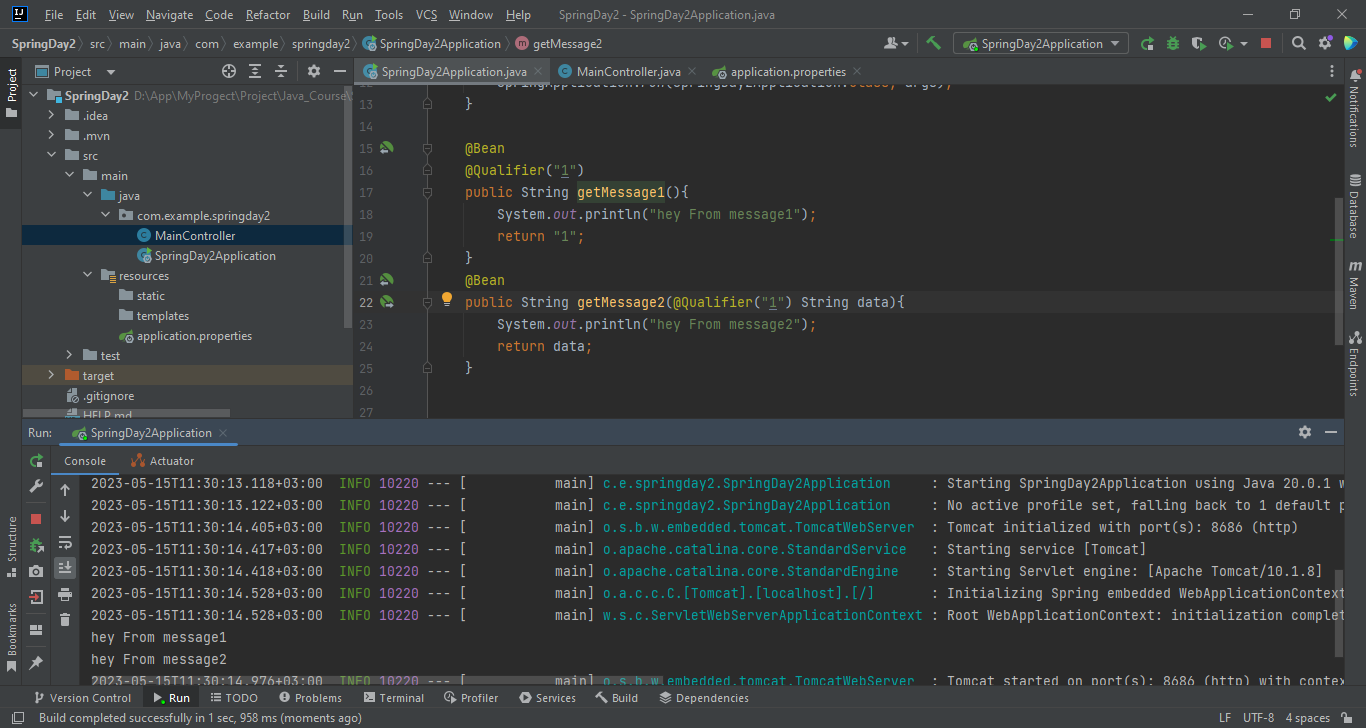 File Edit View Navigate Code Refactor Build Run Tools VCS Window Help SpringDay2 - SpringDay2Application.java
SpringDay2 src main java com example springday2 SpringDay2Application getMessage2 SpringDay2Application
Project
Project
SpringDay2Application.java MainController.java application.properties
SpringDay2 D:\App\MyProgect\Project\Java_Course\
.idea
.mvn
src
main
java
com.example.springday2
MainController
SpringDay2Application
resources
static
templates
application.properties
test
target
.gitignore
HELP.md
13 }
14
15 @Bean
16 @Qualifier("1")
17 public String getMessage1(){
18 System.out.println("hey From message1");
19 return "1";
20 }
21 @Bean
22 public String getMessage2(@Qualifier("1") String data){
23 System.out.println("hey From message2");
24 return data;
25 }
26
27
Notifications
Database
Maven
Endpoints
Run: SpringDay2Application
Console Actuator
2023-05-15T11:30:13.118+03:00 INFO 10220 --- [ main] c.e.springday2.SpringDay2Application : Starting SpringDay2Application using Java 20.0.1 w
2023-05-15T11:30:13.122+03:00 INFO 10220 --- [ main] c.e.springday2.SpringDay2Application : No active profile set, falling back to 1 default p
2023-05-15T11:30:14.405+03:00 INFO 10220 --- [ main] o.s.b.w.embedded.tomcat.TomcatWebServer : Tomcat initialized with port(s): 8686 (http)
2023-05-15T11:30:14.417+03:00 INFO 10220 --- [ main] o.apache.catalina.core.StandardService : Starting service [Tomcat]
2023-05-15T11:30:14.418+03:00 INFO 10220 --- [ main] o.apache.catalina.core.StandardEngine : Starting Servlet engine: [Apache Tomcat/10.1.8]
2023-05-15T11:30:14.528+03:00 INFO 10220 --- [ main] o.a.c.c.C.[Tomcat].[localhost].[/] : Initializing Spring embedded WebApplicationContext
2023-05-15T11:30:14.528+03:00 INFO 10220 --- [ main] w.s.c.ServletWebServerApplicationContext : Root WebApplicationContext: initialization complet
hey From message1
hey From message2
2023-05-15T11:30:14.976+03:00 INFO 10220 --- [ main] o.s.b.w.embedded.tomcat.TomcatWebServer : Tomcat started on port(s): 8686 (http) with contex
Structure
Bookmarks
Version Control Run TODO Problems Terminal Profiler Services Build Dependencies
Build completed successfully in 1 sec, 958 ms (moments ago) LF UTF-8 4 spaces